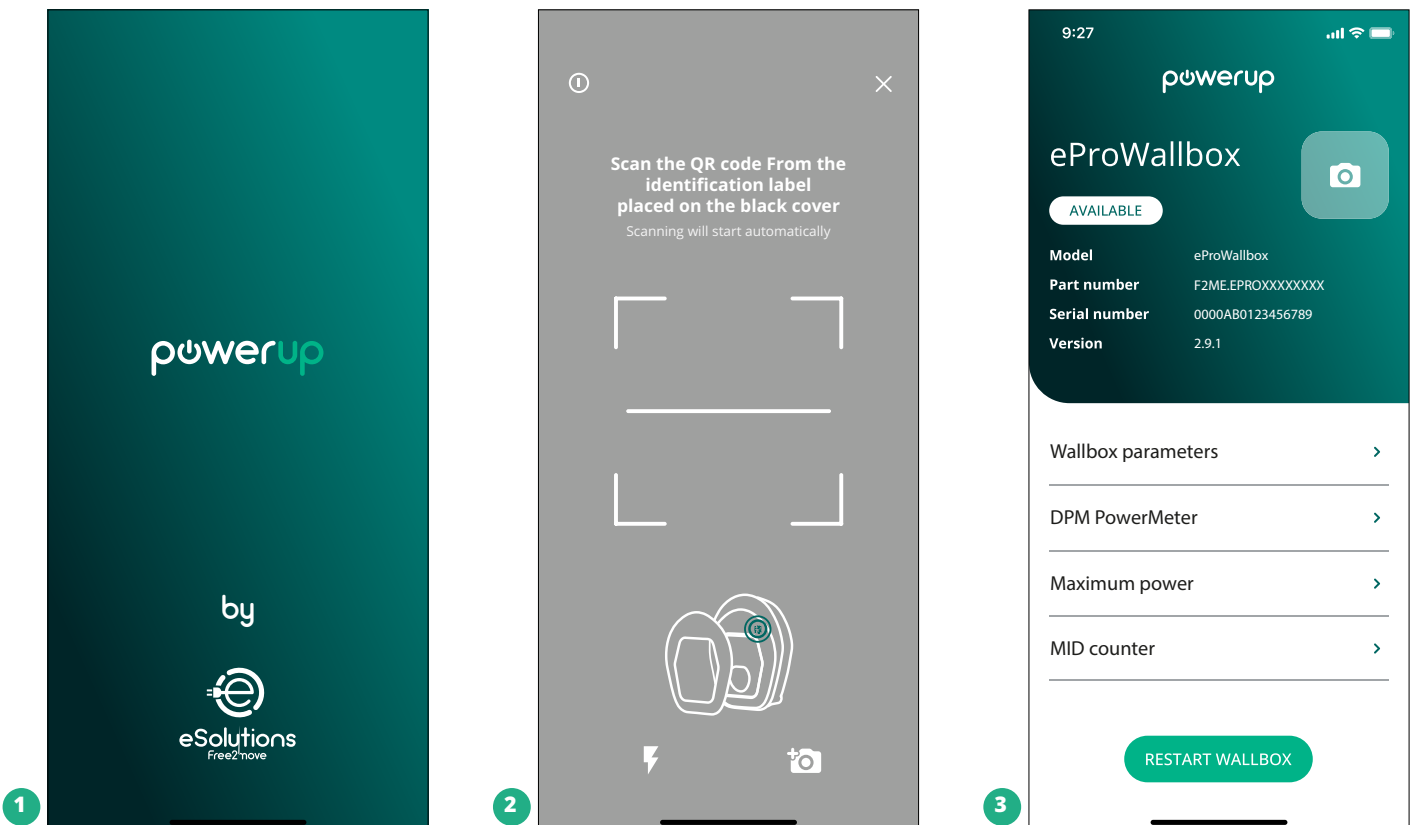 powerup
by
eSolutions
Free2move
1
Scan the QR code From the
identification label
placed on the black cover
Scanning will start automatically
2
9:27
powerup
eProWallbox
AVAILABLE
Model eProWallbox
Part number F2ME.EPROXXXXXXXX
Serial number 0000AB0123456789
Version 2.9.1
Wallbox parameters
DPM PowerMeter
Maximum power
MID counter
RESTART WALLBOX
3